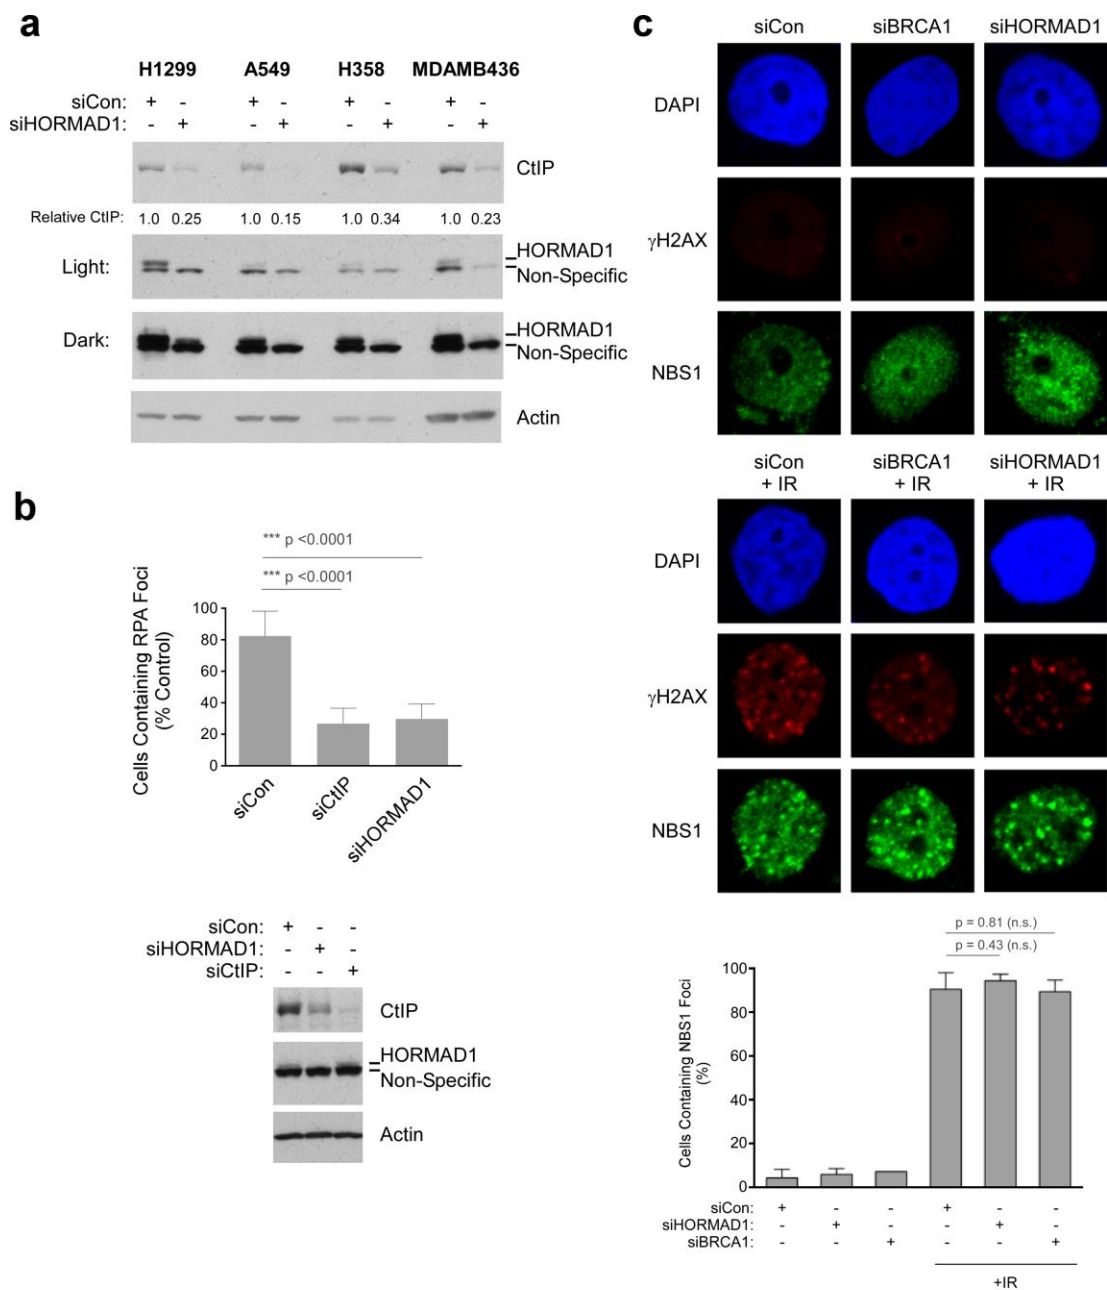 a
H1299 A549 H358 MDAMB436
siCon: + - + - + - + -
siHORMAD1: - + - + - + - +
CtIP
Relative CtIP: 1.0 0.25 1.0 0.15 1.0 0.34 1.0 0.23
Light:
HORMAD1
Non-Specific
Dark:
HORMAD1
Non-Specific
Actin
b
*** p <0.0001
*** p <0.0001
Cells Containing RPA Foci
(% Control)
100
80
60
40
20
0
siCon
siCtIP
siHORMAD1
siCon: + - -
siHORMAD1: - + -
siCtIP: - - +
CtIP
HORMAD1
Non-Specific
Actin
c
siCon siBRCA1 siHORMAD1
DAPI
γH2AX
NBS1
siCon siBRCA1 siHORMAD1
+ IR + IR + IR
DAPI
γH2AX
NBS1
p = 0.81 (n.s.)
p = 0.43 (n.s.)
Cells Containing NBS1 Foci
(%)
100
80
60
40
20
0
siCon: + - - + - -
siHORMAD1: - + - - + -
siBRCA1: - - + - - +
+IR